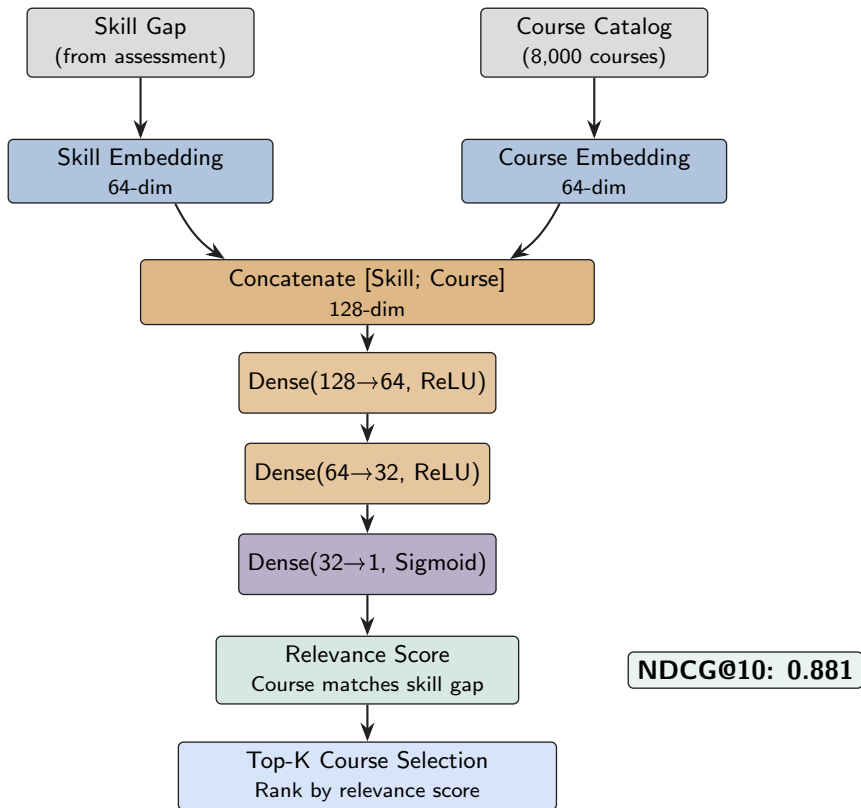 Skill Gap
(from assessment)
Course Catalog
(8,000 courses)
Skill Embedding
64-dim
Course Embedding
64-dim
Concatenate [Skill; Course]
128-dim
Dense(128→64, ReLU)
Dense(64→32, ReLU)
Dense(32→1, Sigmoid)
Relevance Score
Course matches skill gap
NDCG@10: 0.881
Top-K Course Selection
Rank by relevance score